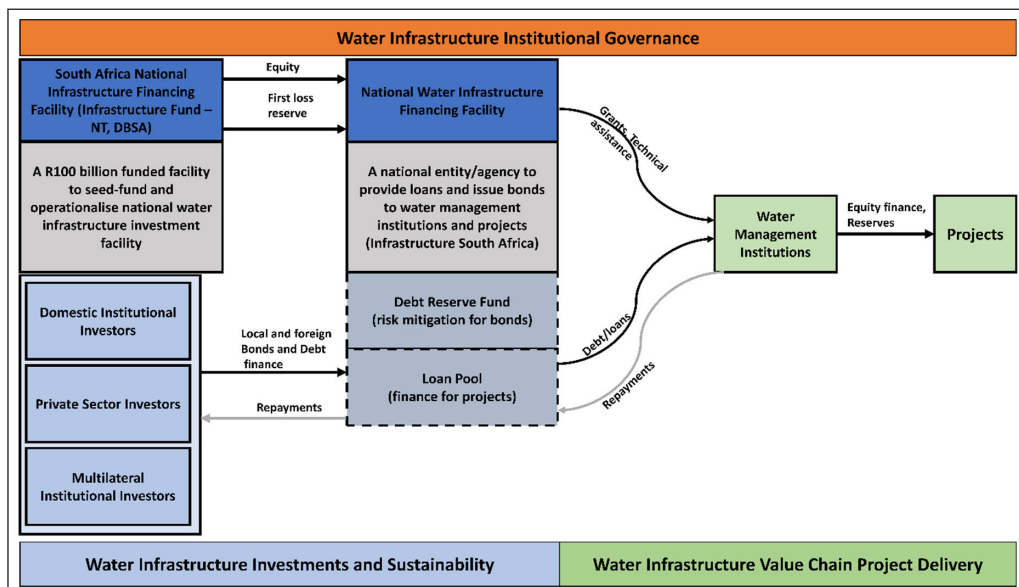 Water Infrastructure Institutional Governance
South Africa National
Infrastructure Financing
Facility (Infrastructure Fund –
NT, DBSA)
Equity
First loss
reserve
National Water Infrastructure
Financing Facility
Grants, Technical
assistance
A R100 billion funded facility
to seed-fund and
operationalise national water
infrastructure investment
facility
A national entity/agency to
provide loans and issue bonds
to water management
institutions and projects
(Infrastructure South Africa)
Water
Management
Institutions
Equity finance,
Reserves
Projects
Domestic Institutional
Investors
Private Sector Investors
Multilateral
Institutional Investors
Local and foreign
Bonds and Debt
finance
Repayments
Debt Reserve Fund
(risk mitigation for bonds)
Loan Pool
(finance for projects)
Debt/loans
Repayments
Water Infrastructure Investments and Sustainability
Water Infrastructure Value Chain Project Delivery